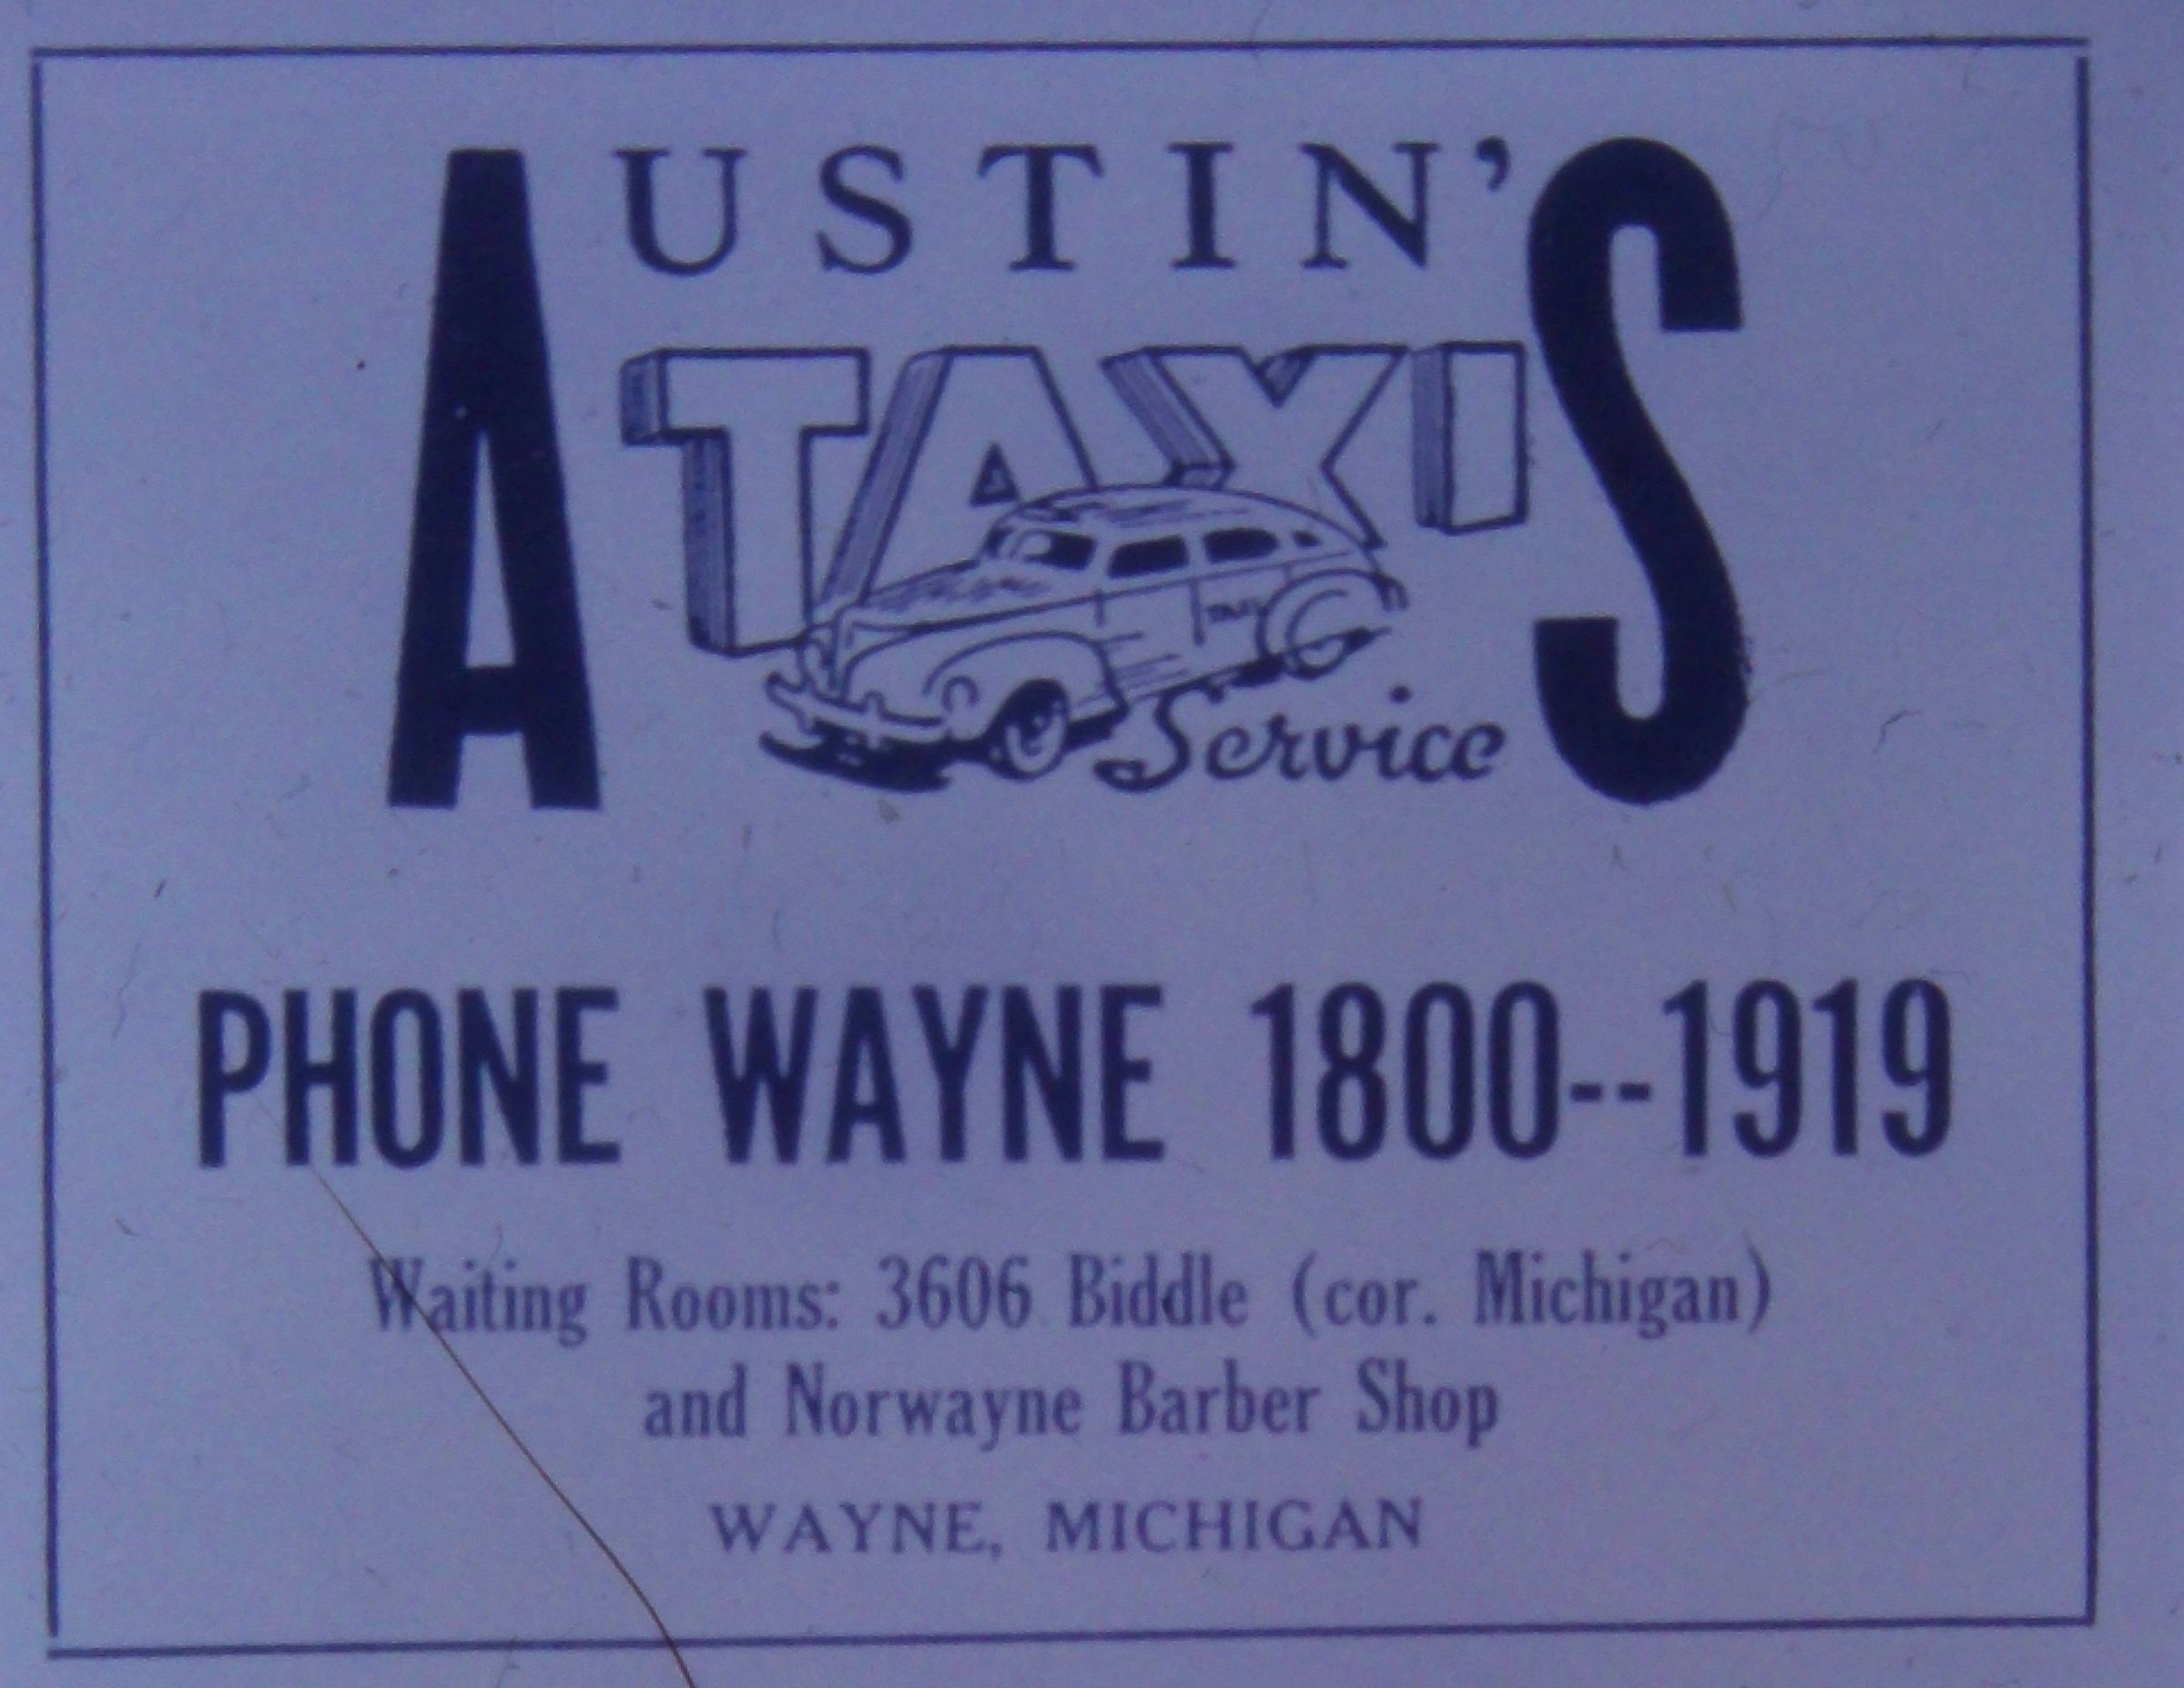 AUSTIN'S
TAXI
TAXI
Service
PHONE WAYNE 1800--1919
Waiting Rooms: 3606 Biddle (cor. Michigan)
and Norwayne Barber Shop
WAYNE, MICHIGAN